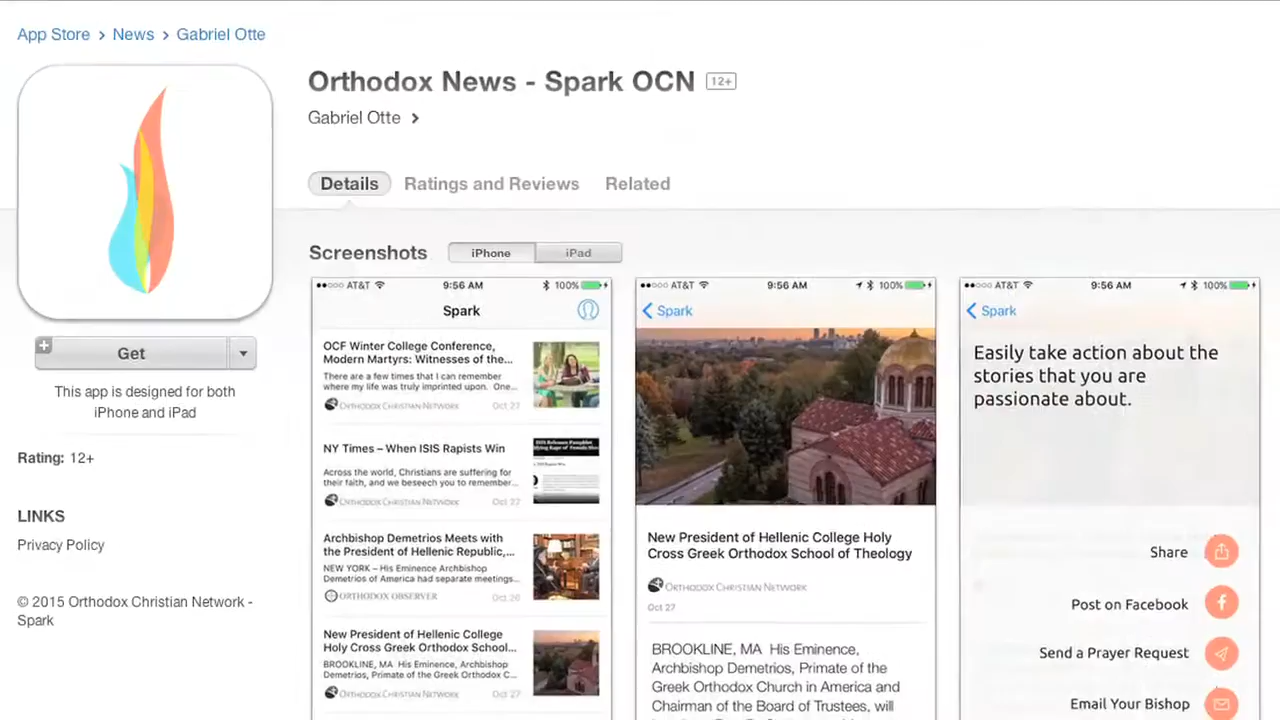 App Store > News > Gabriel Otte
Orthodox News - Spark OCN 12+
Gabriel Otte >
Details Ratings and Reviews Related
Screenshots iPhone iPad
Get
This app is designed for both
iPhone and iPad
Rating: 12+
LINKS
Privacy Policy
© 2015 Orthodox Christian Network -
Spark
AT&T 9:56 AM 100%
Spark
OCF Winter College Conference,
Modern Martyrs: Witnesses of the...
There are a few times that I can remember
where my life was truly imprinted upon. One...
ORTHODOX CHRISTIAN NETWORK Oct 27
NY Times – When ISIS Rapists Win
Across the world, Christians are suffering for
their faith, and we beseech you to remember...
ORTHODOX CHRISTIAN NETWORK Oct 27
Archbishop Demetrios Meets with
the President of Hellenic Republic,...
NEW YORK – His Eminence Archbishop
Demetrios of America had separate meetings...
ORTHODOX OBSERVER Oct 26
New President of Hellenic College
Holy Cross Greek Orthodox School...
BROOKLINE, MA His Eminence, Archbishop
Demetrios, Primate of the Greek Orthodox C...
ORTHODOX CHRISTIAN NETWORK Oct 27
AT&T 9:56 AM 100%
Spark
New President of Hellenic College Holy
Cross Greek Orthodox School of Theology
ORTHODOX CHRISTIAN NETWORK
Oct 27
BROOKLINE, MA His Eminence,
Archbishop Demetrios, Primate of the
Greek Orthodox Church in America and
Chairman of the Board of Trustees, will
AT&T 9:56 AM 100%
Spark
Easily take action about the
stories that you are
passionate about.
Share
Post on Facebook
Send a Prayer Request
Email Your Bishop